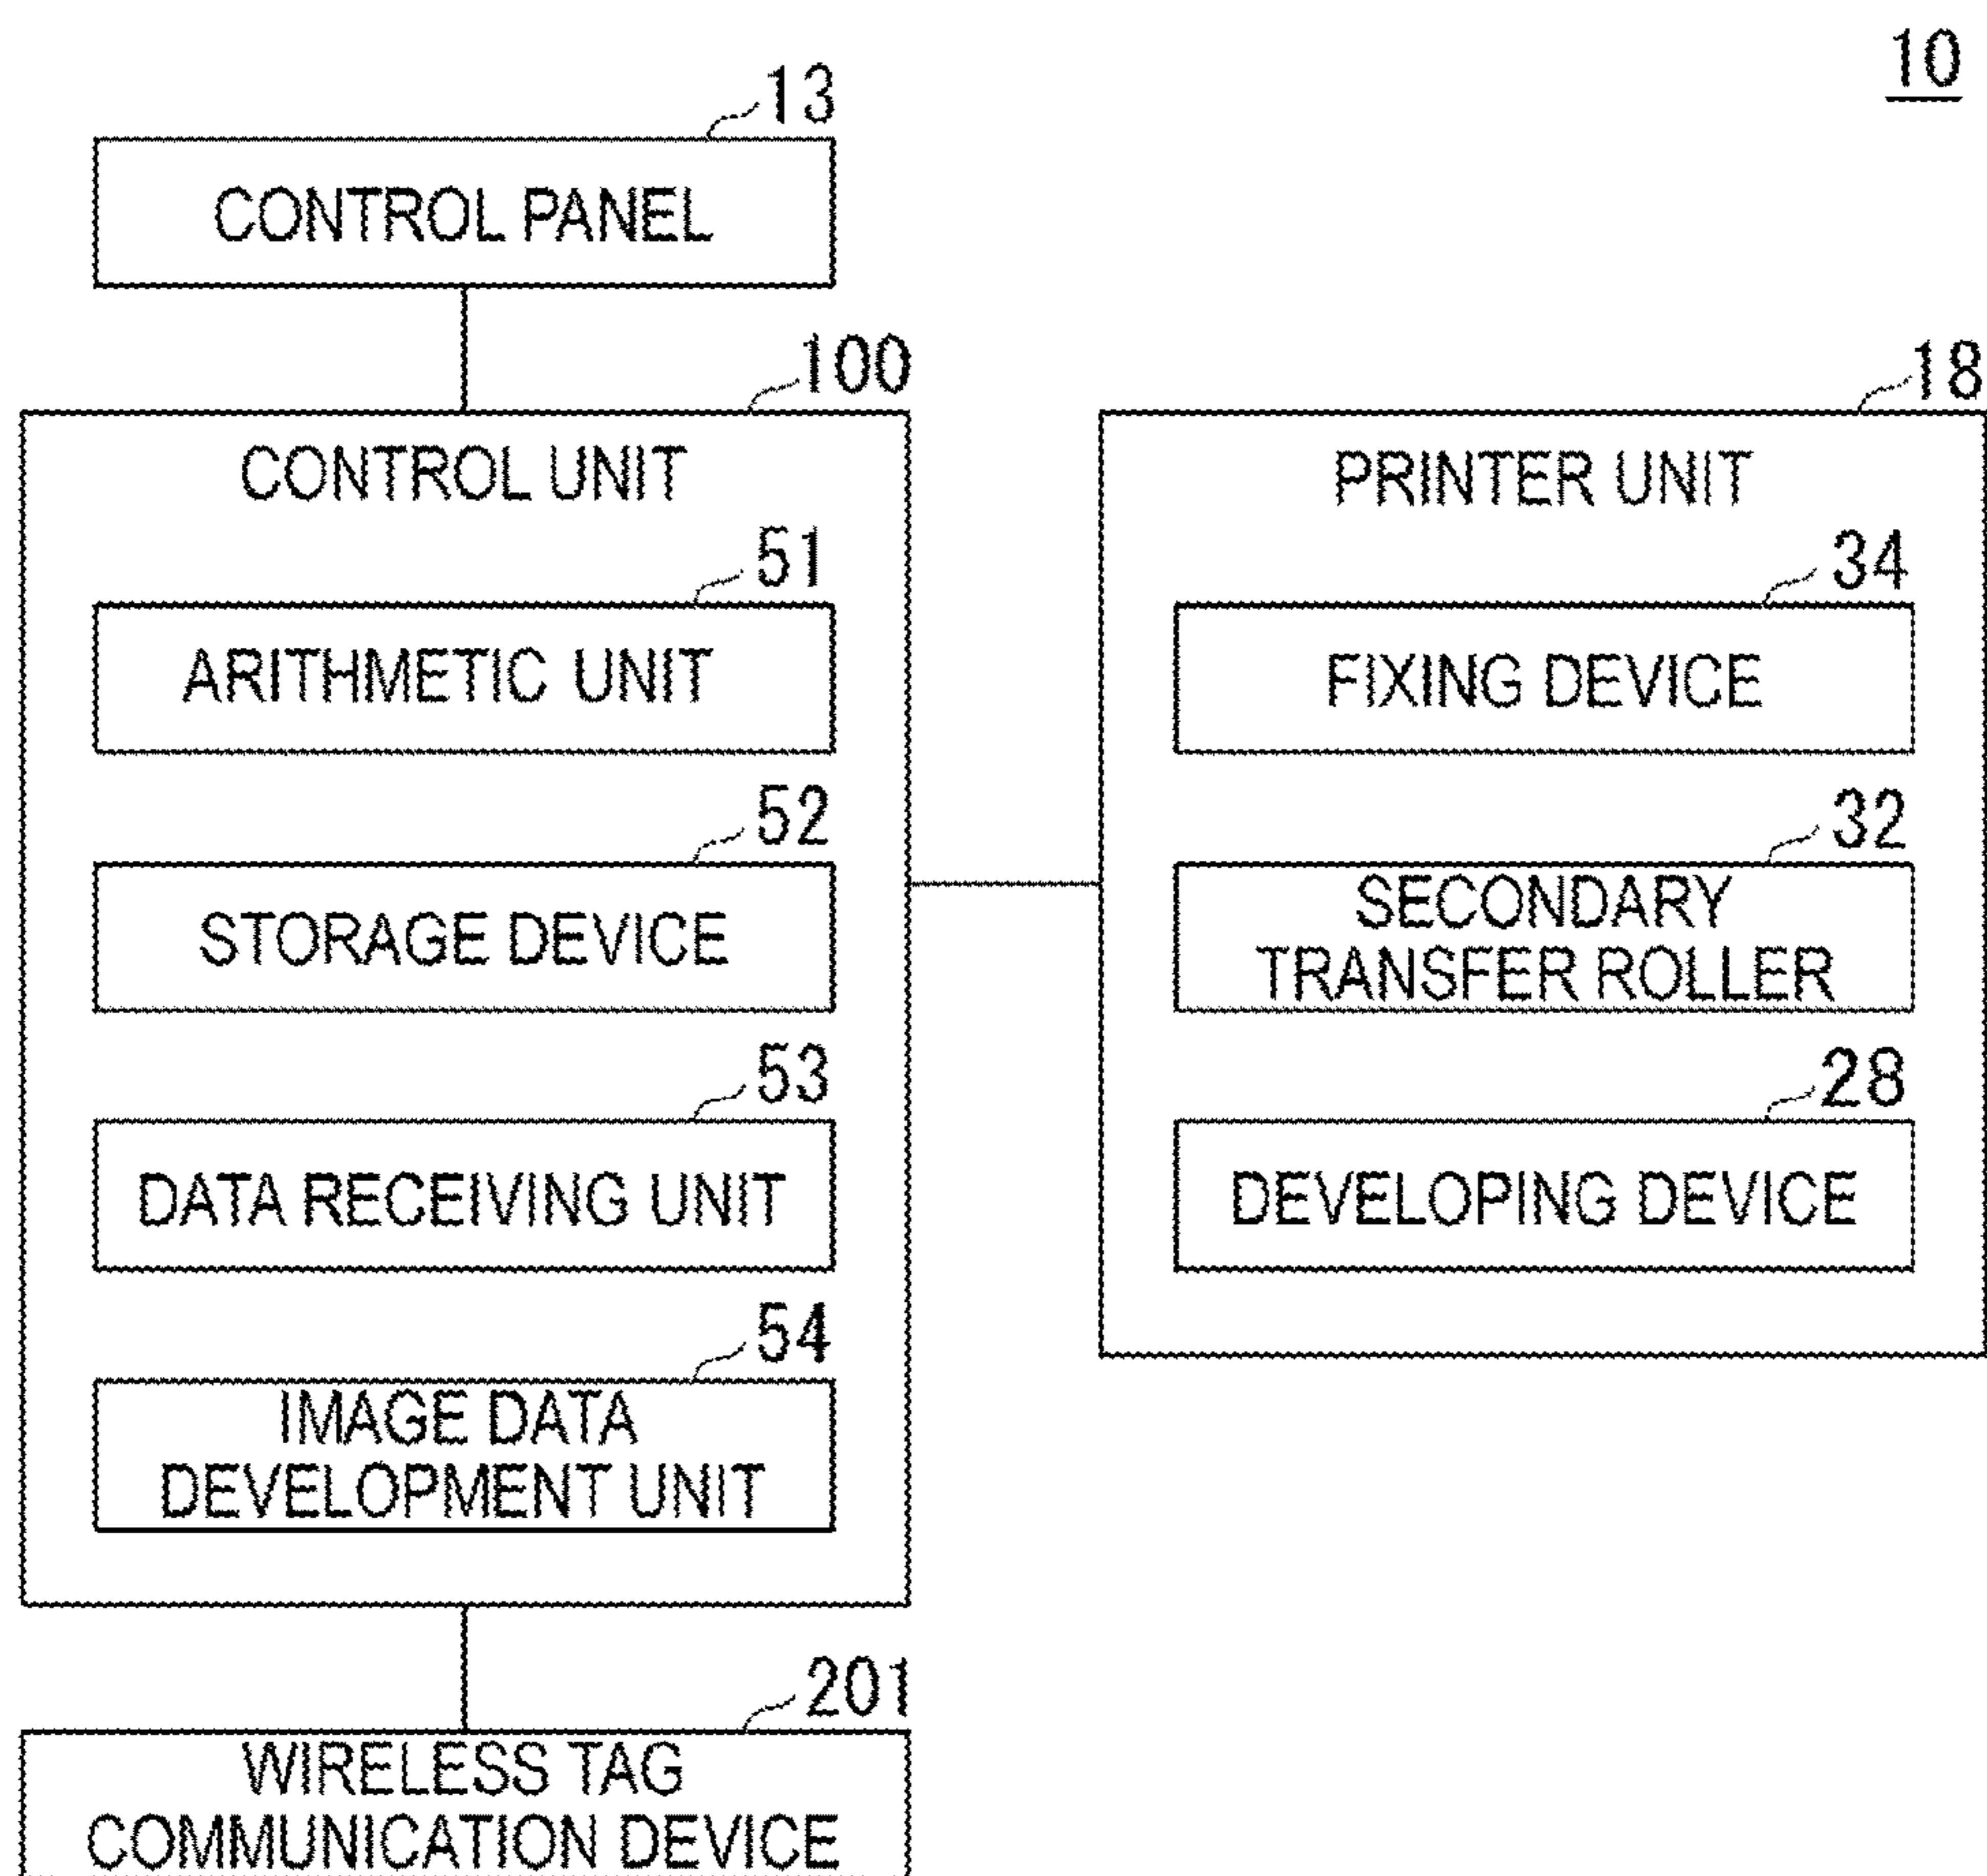 10
13
CONTROL PANEL
100
CONTROL UNIT
51
ARITHMETIC UNIT
52
STORAGE DEVICE
53
DATA RECEIVING UNIT
54
IMAGE DATA
DEVELOPMENT UNIT
18
PRINTER UNIT
34
FIXING DEVICE
32
SECONDARY
TRANSFER ROLLER
28
DEVELOPING DEVICE
201
WIRELESS TAG
COMMUNICATION DEVICE